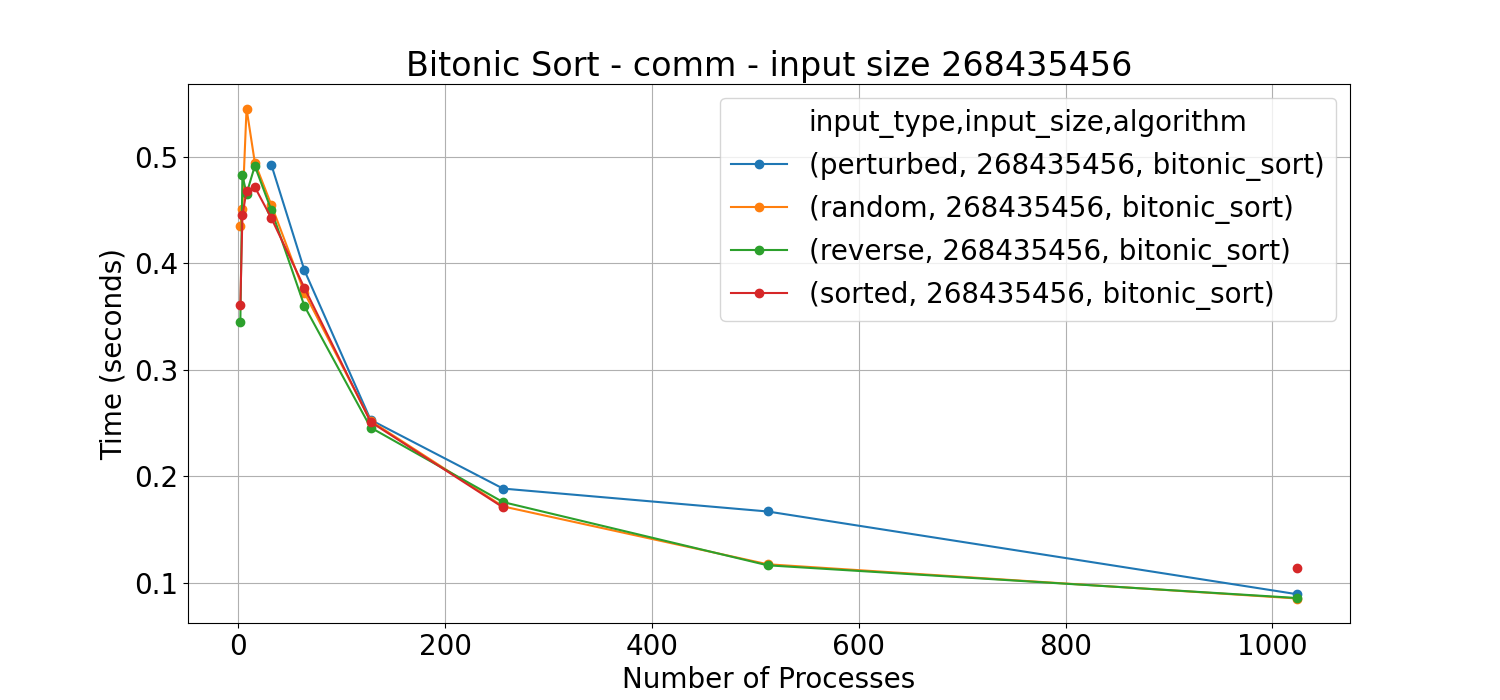 Bitonic Sort - comm - input size 268435456
input_type,input_size,algorithm
(perturbed, 268435456, bitonic_sort)
(random, 268435456, bitonic_sort)
(reverse, 268435456, bitonic_sort)
(sorted, 268435456, bitonic_sort)
Time (seconds)
0.5
0.4
0.3
0.2
0.1
0 200 400 600 800 1000
Number of Processes